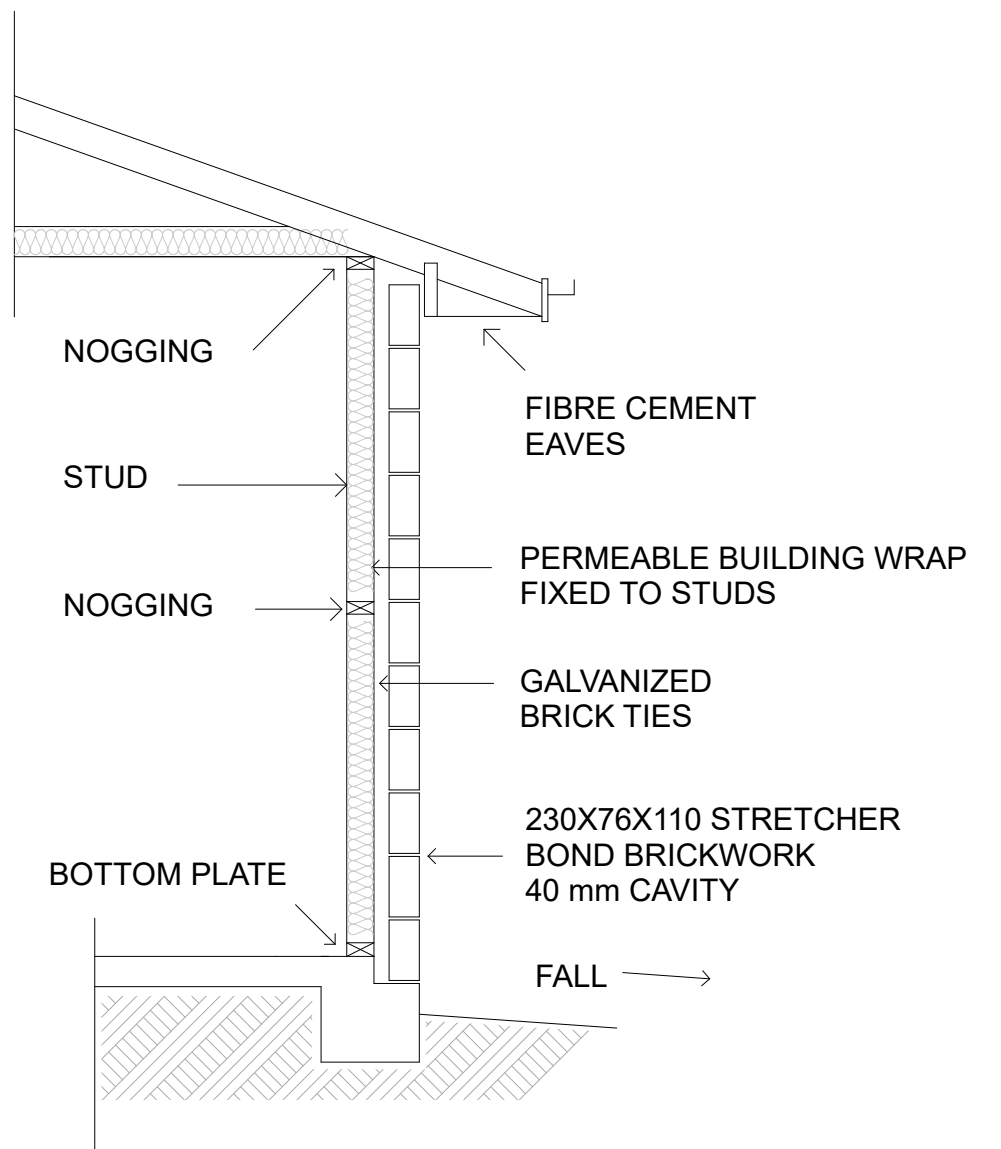 NOGGING
FIBRE CEMENT
EAVES
STUD
PERMEABLE BUILDING WRAP
FIXED TO STUDS
NOGGING
GALVANIZED
BRICK TIES
230X76X110 STRETCHER
BOND BRICKWORK
40 mm CAVITY
BOTTOM PLATE
FALL